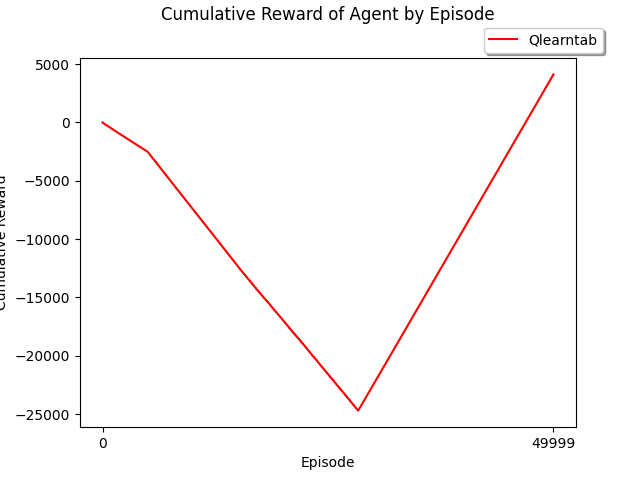 Cumulative Reward of Agent by Episode
Qlearntab
5000
0
−5000
−10000
−15000
−20000
−25000
Cumulative Reward
0
49999
Episode